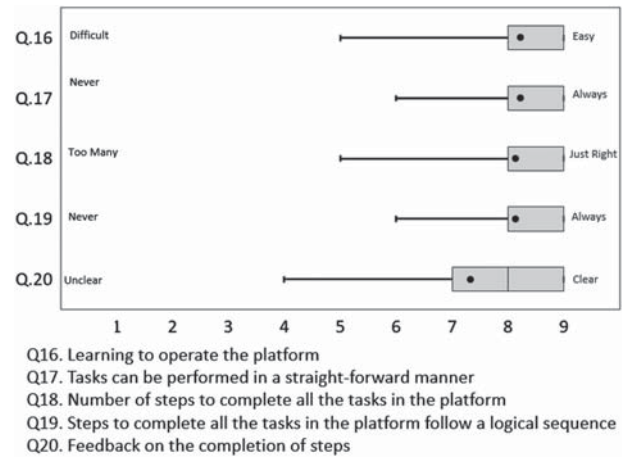 Q.16 Difficult Easy
Q.17 Never Always
Q.18 Too Many Just Right
Q.19 Never Always
Q.20 Unclear Clear
1 2 3 4 5 6 7 8 9
Q16. Learning to operate the platform
Q17. Tasks can be performed in a straight-forward manner
Q18. Number of steps to complete all the tasks in the platform
Q19. Steps to complete all the tasks in the platform follow a logical sequence
Q20. Feedback on the completion of steps